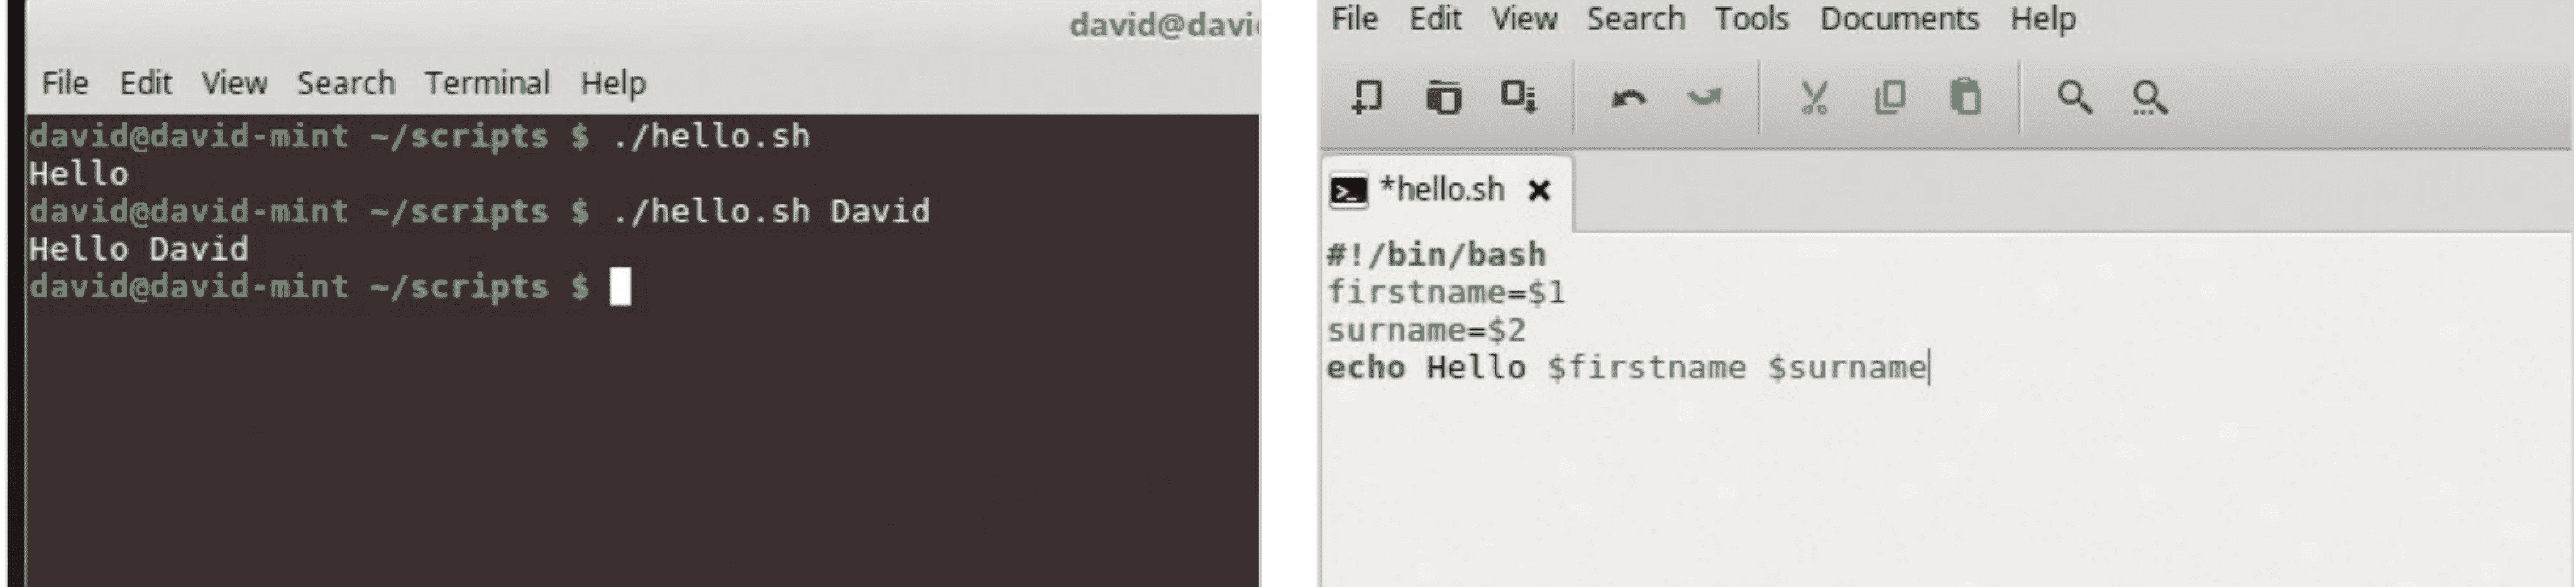 david@davi
File Edit View Search Terminal Help
david@david-mint ~/scripts $ ./hello.sh
Hello
david@david-mint ~/scripts $ ./hello.sh David
Hello David
david@david-mint ~/scripts $
File Edit View Search Tools Documents Help
*hello.sh
#!/bin/bash
firstname=$1
surname=$2
echo Hello $firstname $surname